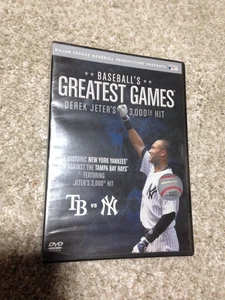 MAJOR LEAGUE BASEBALL PRODUCTIONS PRESENTS
BASEBALL'S
GREATEST GAMES
DEREK JETER'S 3,000TH HIT
HISTORIC NEW YORK YANKEES
AGAINST THE TAMPA BAY RAYS
FEATURING
JETER'S 3,000TH HIT
TB VS NY
DVD